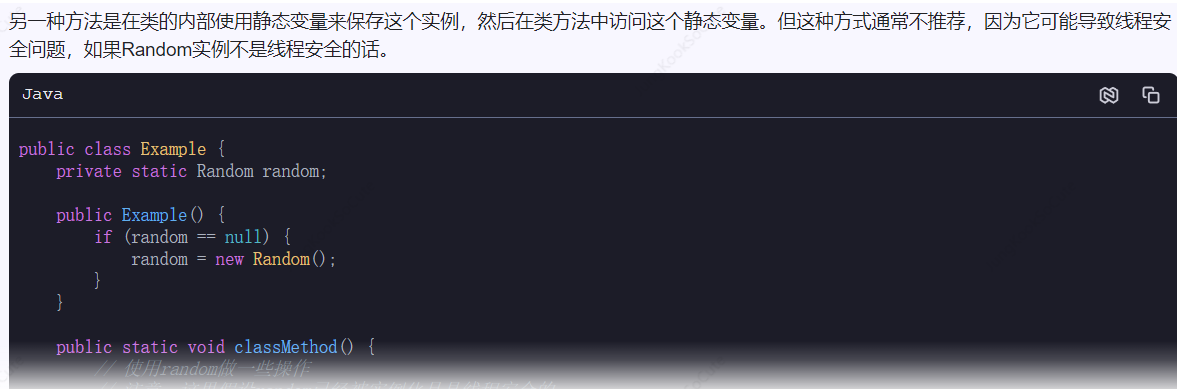 另一种方法是在类的内部使用静态变量来保存这个实例，然后在类方法中访问这个静态变量。但这种方式通常不推荐，因为它可能导致线程安
全问题，如果Random实例不是线程安全的话。
Java
public class Example {
    private static Random random;
    public Example() {
        if (random == null) {
            random = new Random();
        }
    }
    public static void classMethod() {
        // 使用random做一些操作